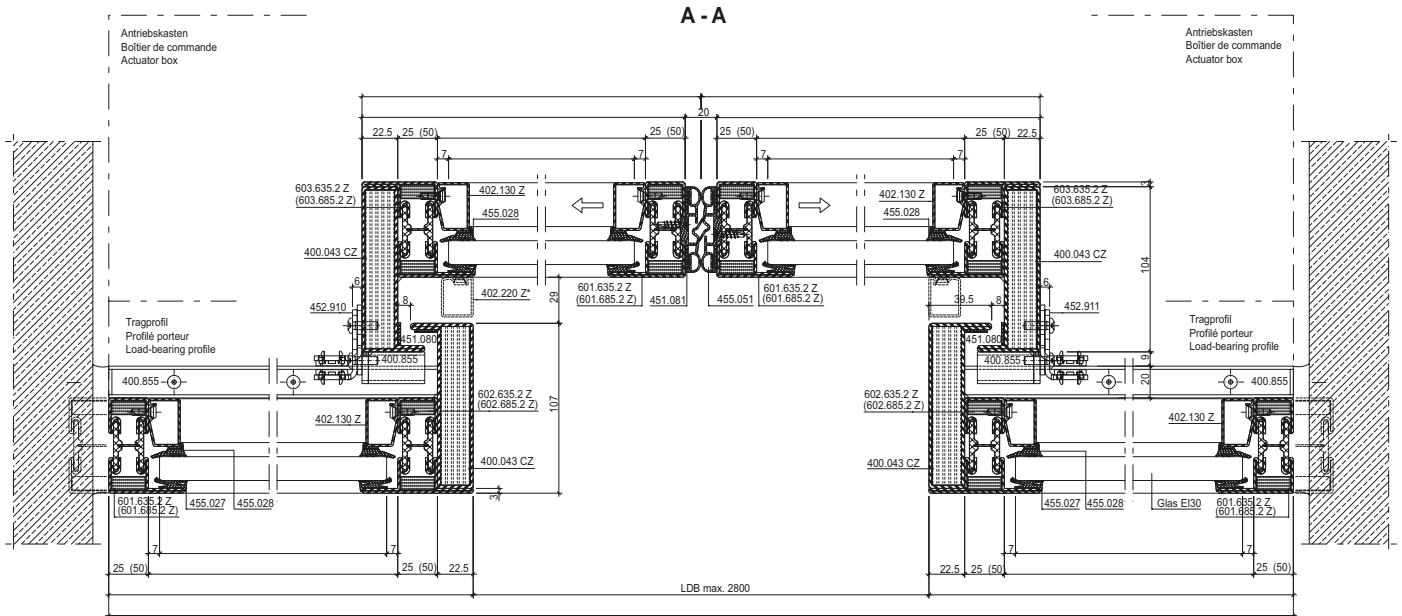 A - A
Antriebskasten
Boîtier de commande
Actuator box
Antriebskasten
Boîtier de commande
Actuator box
20
22.5
25 (50)
25 (50)
25 (50)
25 (50)
22.5
7
7
7
7
603.635.2 Z
(603.685.2 Z)
402.130 Z
455.028
400.043 CZ
402.130 Z
455.028
603.635.2 Z
(603.685.2 Z)
400.043 CZ
3
104
6
452.910
8
402.220 Z*
29
601.635.2 Z
(601.685.2 Z)
451.081
455.051
601.635.2 Z
(601.685.2 Z)
39.5
8
6
452.911
Tragprofil
Profilé porteur
Load-bearing profile
451.080
400.855
451.080
400.855
Tragprofil
Profilé porteur
Load-bearing profile
9
20
400.855
400.855
402.130 Z
602.635.2 Z
(602.685.2 Z)
107
400.043 CZ
602.635.2 Z
(602.685.2 Z)
400.043 CZ
402.130 Z
3
601.635.2 Z
(601.685.2 Z)
455.027
455.028
455.027
455.028
Glas EI30
601.635.2 Z
(601.685.2 Z)
7
7
7
7
25 (50)
25 (50)
22.5
22.5
25 (50)
25 (50)
LDB max. 2800